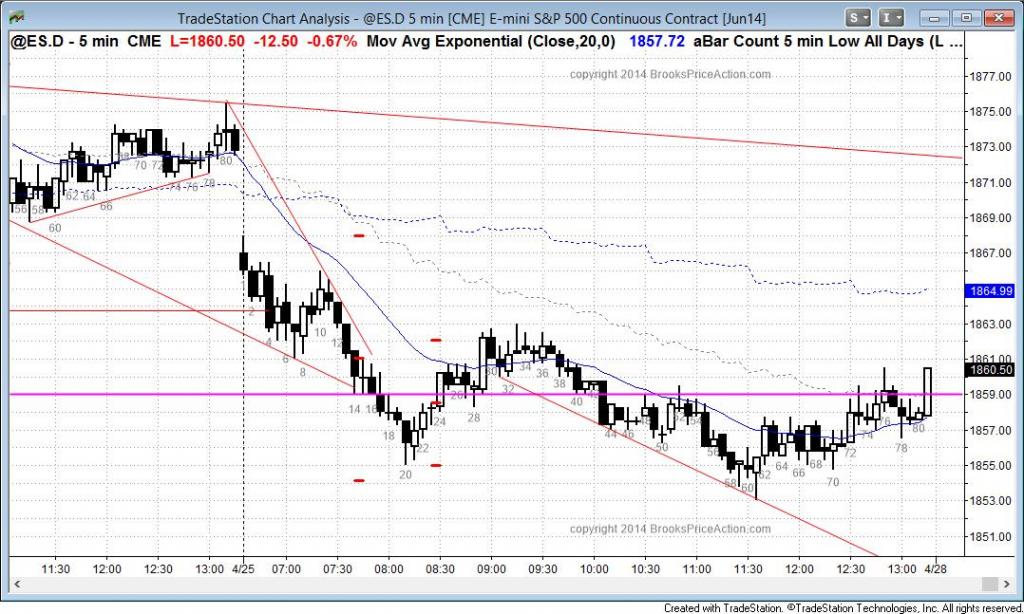 TradeStation Chart Analysis - @ES.D 5 min [CME] E-mini S&P 500 Continuous Contract [Jun14]
S
I
@ES.D - 5 min CME L=1860.50 -12.50 -0.67% Mov Avg Exponential (Close,20,0) 1857.72 aBar Count 5 min Low All Days (L ...
copyright 2014 BrooksPriceAction.com
1877.00
1875.00
1873.00
1871.00
1869.00
1867.00
1864.99
1863.00
1861.00
1860.50
1859.00
1857.00
1855.00
1853.00
1851.00
56 58 60 62 64 66 70 72 74 76 78 80
2 4 6 8 10 12 14 16 18 20 22 24 26 28 30 32 34 36 38 40 44 46 48 50 52 54 56 58 60 62 64 66 68 70 72 74 76 78 80
copyright 2014 BrooksPriceAction.com
11:30 12:00 12:30 13:00 4/25 07:00 07:30 08:00 08:30 09:00 09:30 10:00 10:30 11:00 11:30 12:00 12:30 13:00 4/28
Created with TradeStation. ©TradeStation Technologies, Inc. All rights reserved.